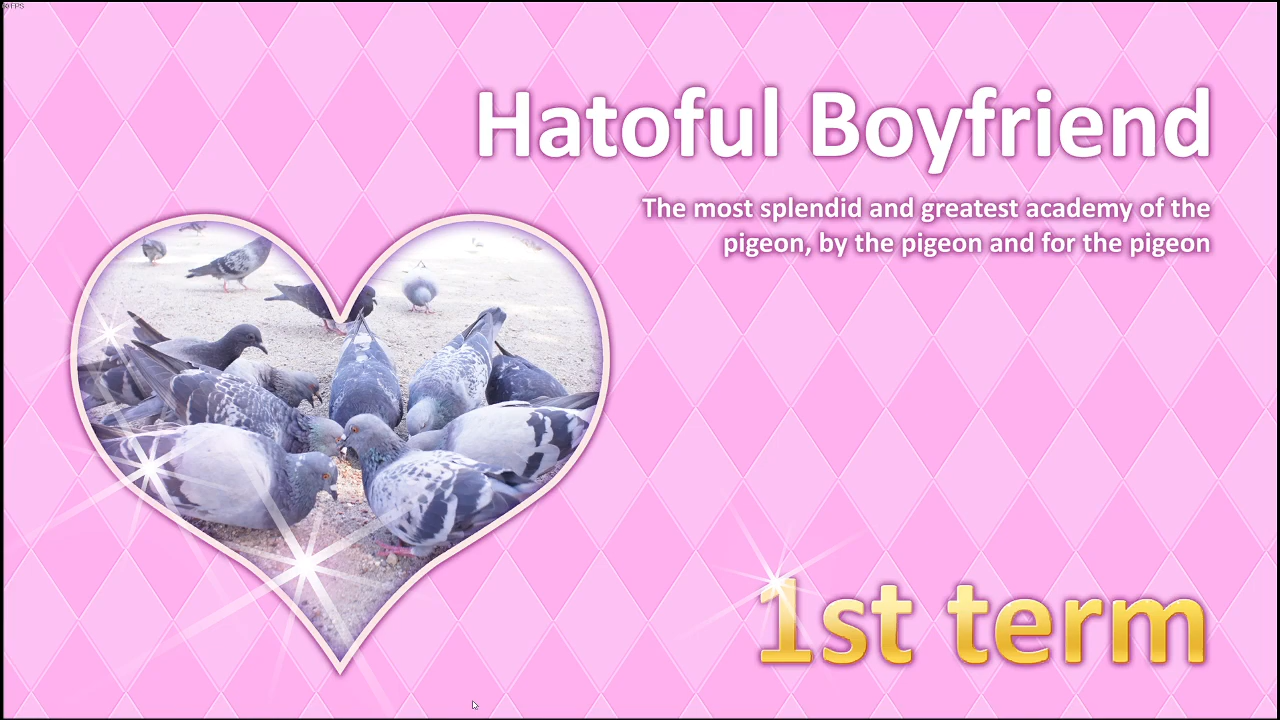 Hatoful Boyfriend
The most splendid and greatest academy of the
pigeon, by the pigeon and for the pigeon
1st term